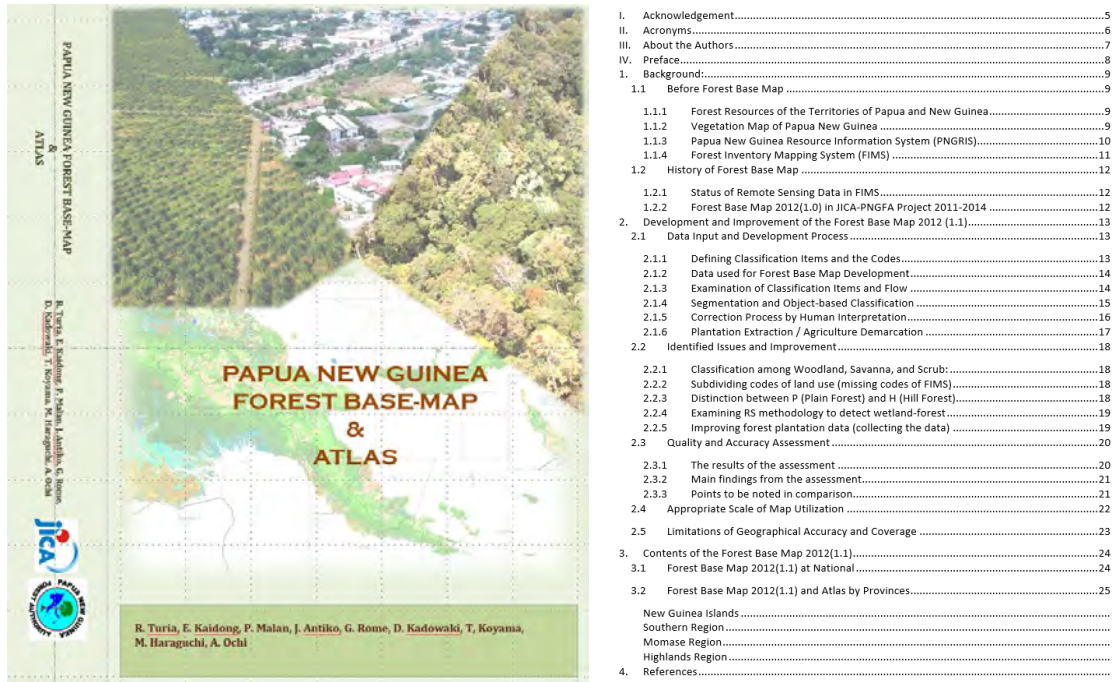 PAPUA NEW GUINEA FOREST BASE-MAP
&
ATLAS
R. Turia, E. Kaidong, P. Malan, J. Antiko, G. Rome,
D. Kadowaki, T. Koyama, M. Haraguchi, A. Ochi
jica
PAPUA NEW GUINEA
FOREST AUTHORITY
PAPUA NEW GUINEA
FOREST BASE-MAP
&
ATLAS
R. Turia, E. Kaidong, P. Malan, J. Antiko, G. Rome, D. Kadowaki, T, Koyama,
M. Haraguchi, A. Ochi
I. Acknowledgement 5
II. Acronyms 6
III. About the Authors 7
IV. Preface 8
1. Background: 9
1.1 Before Forest Base Map 9
1.1.1 Forest Resources of the Territories of Papua and New Guinea 9
1.1.2 Vegetation Map of Papua New Guinea 9
1.1.3 Papua New Guinea Resource Information System (PNGRIS) 10
1.1.4 Forest Inventory Mapping System (FIMS) 11
1.2 History of Forest Base Map 12
1.2.1 Status of Remote Sensing Data in FIMS 12
1.2.2 Forest Base Map 2012(1.0) in JICA-PNGFA Project 2011-2014 12
2. Development and Improvement of the Forest Base Map 2012 (1.1) 13
2.1 Data Input and Development Process 13
2.1.1 Defining Classification Items and the Codes 13
2.1.2 Data used for Forest Base Map Development 14
2.1.3 Examination of Classification Items and Flow 14
2.1.4 Segmentation and Object-based Classification 15
2.1.5 Correction Process by Human Interpretation 16
2.1.6 Plantation Extraction / Agriculture Demarcation 17
2.2 Identified Issues and Improvement 18
2.2.1 Classification among Woodland, Savanna, and Scrub: 18
2.2.2 Subdividing codes of land use (missing codes of FIMS) 18
2.2.3 Distinction between P (Plain Forest) and H (Hill Forest) 18
2.2.4 Examining RS methodology to detect wetland-forest 19
2.2.5 Improving forest plantation data (collecting the data) 19
2.3 Quality and Accuracy Assessment 20
2.3.1 The results of the assessment 20
2.3.2 Main findings from the assessment 21
2.3.3 Points to be noted in comparison 21
2.4 Appropriate Scale of Map Utilization 22
2.5 Limitations of Geographical Accuracy and Coverage 23
3. Contents of the Forest Base Map 2012(1.1) 24
3.1 Forest Base Map 2012(1.1) at National 24
3.2 Forest Base Map 2012(1.1) and Atlas by Provinces 25
New Guinea Islands
Southern Region
Momase Region
Highlands Region
4. References